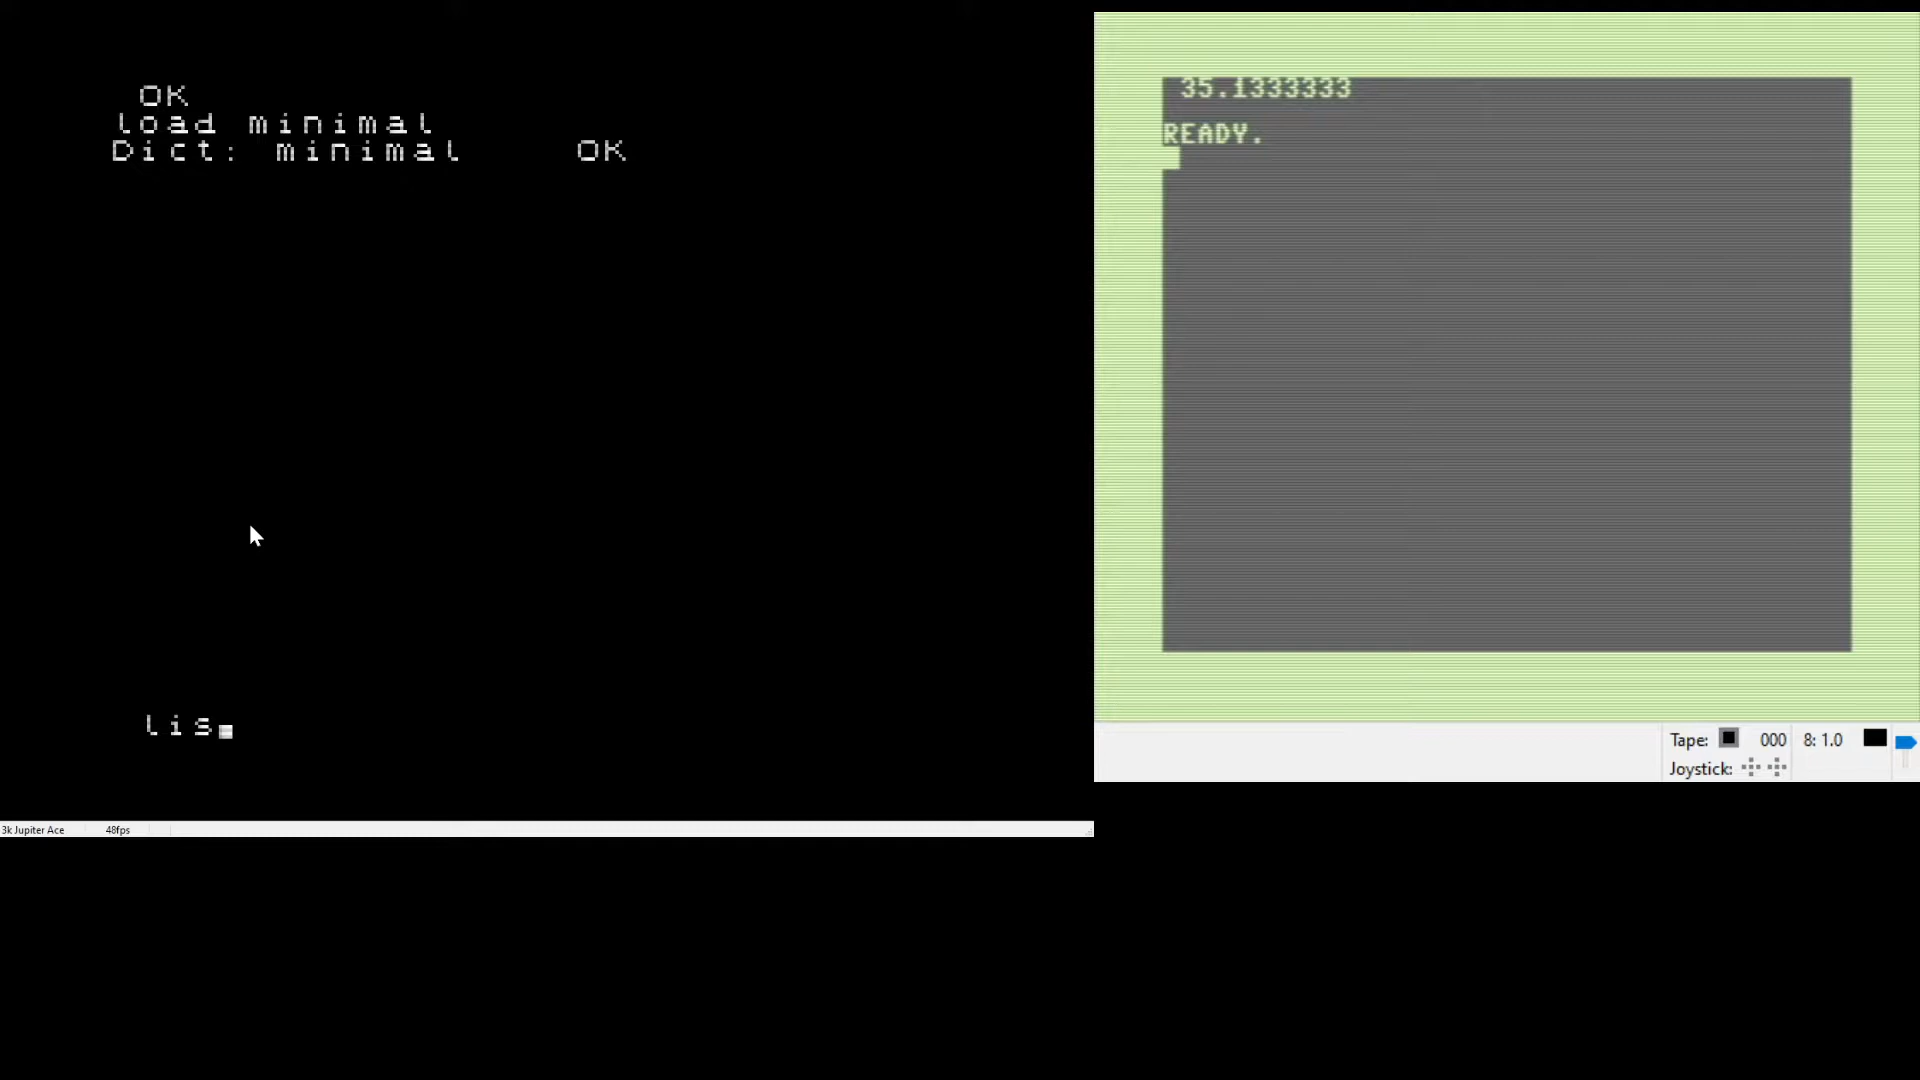 OK
load minimal
Dict: minimal OK
lis
3k Jupiter Ace 48fps
35.1333333
READY.
Tape: 000 8: 1.0
Joystick: